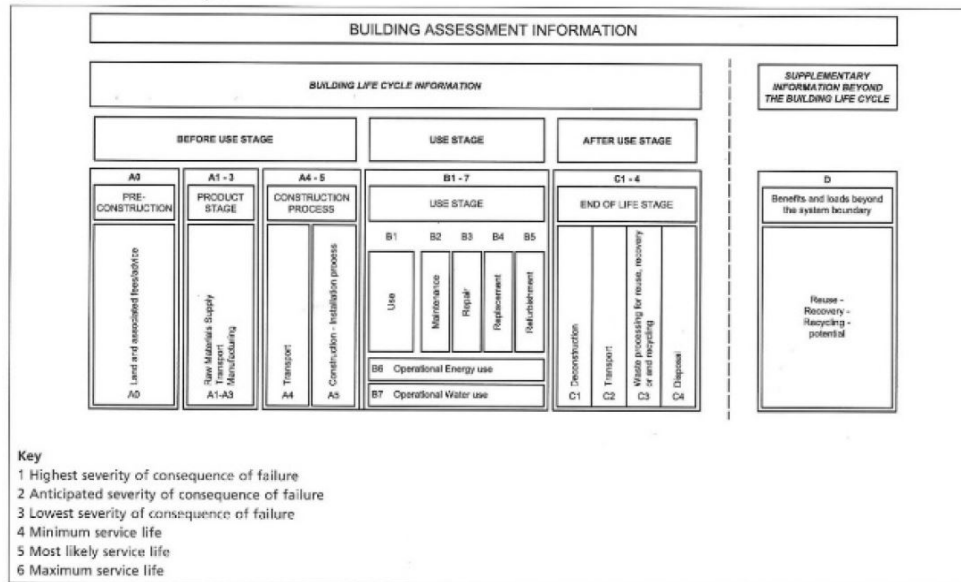 BUILDING ASSESSMENT INFORMATION
BUILDING LIFE CYCLE INFORMATION
SUPPLEMENTARY
INFORMATION BEYOND
THE BUILDING LIFE CYCLE
BEFORE USE STAGE
USE STAGE
AFTER USE STAGE
A0
PRE-
CONSTRUCTION
Land and associated fees/advice
A0
A1 - 3
PRODUCT
STAGE
Raw Materials Supply
Transport
Manufacturing
A1-A3
A4 - 5
CONSTRUCTION
PROCESS
Transport
A4
Construction - Installation process
A5
B1 - 7
USE STAGE
B1
Use
B2
Maintenance
B3
Repair
B4
Replacement
B5
Refurbishment
B6 Operational Energy use
B7 Operational Water use
C1 - 4
END OF LIFE STAGE
Deconstruction
C1
Transport
C2
Waste processing for reuse, recovery
or and recycling
C3
Disposal
C4
D
Benefits and loads beyond
the system boundary
Reuse -
Recovery -
Recycling -
potential
Key
1 Highest severity of consequence of failure
2 Anticipated severity of consequence of failure
3 Lowest severity of consequence of failure
4 Minimum service life
5 Most likely service life
6 Maximum service life